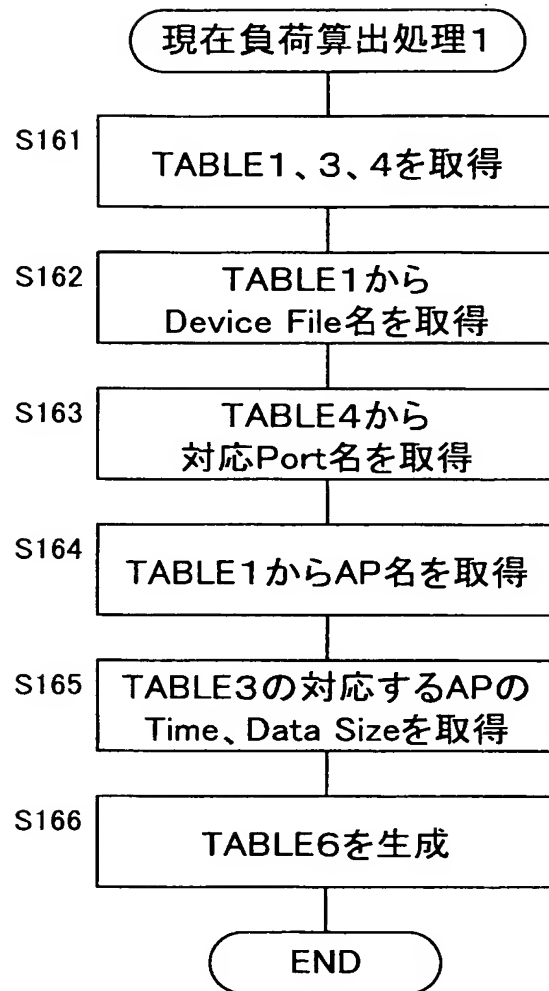 現在負荷算出処理1
S161
TABLE1、3、4を取得
S162
TABLE1から
Device File名を取得
S163
TABLE4から
対応Port名を取得
S164
TABLE1からAP名を取得
S165
TABLE3の対応するAPの
Time、Data Sizeを取得
S166
TABLE6を生成
END